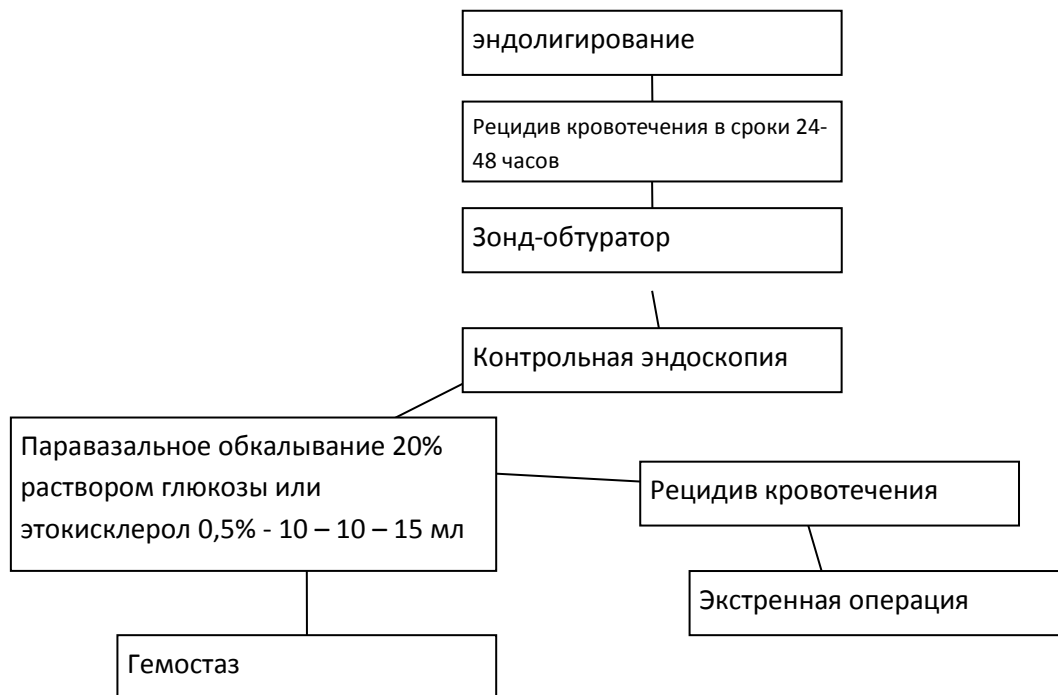 эндолигирование
Рецидив кровотечения в сроки 24-
48 часов
Зонд-обтуратор
Контрольная эндоскопия
Паравазальное обкалывание 20%
раствором глюкозы или
этокисклерол 0,5% - 10 – 10 – 15 мл
Рецидив кровотечения
Экстренная операция
Гемостаз